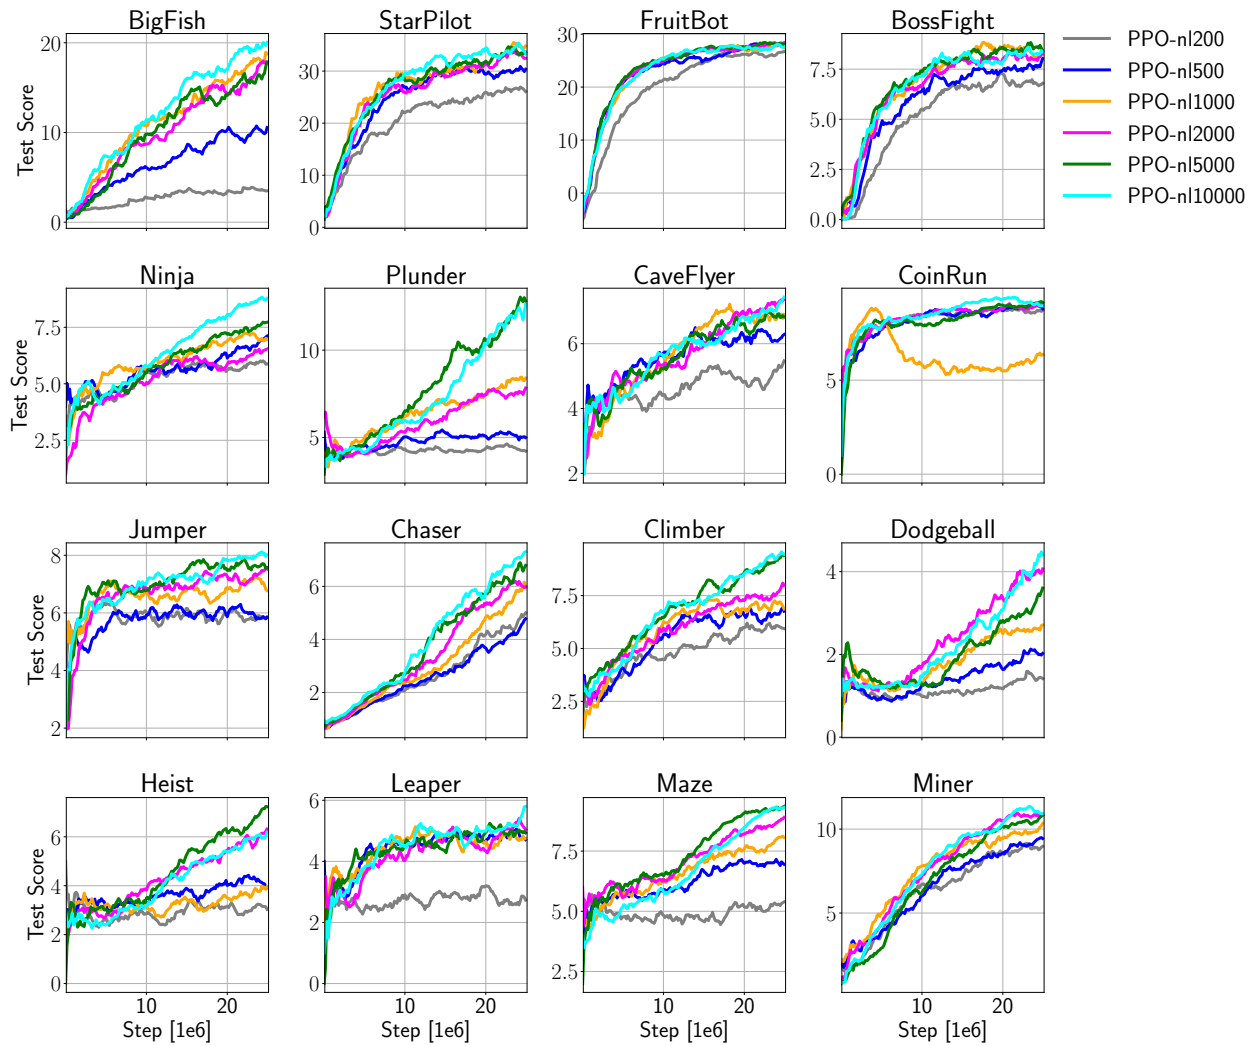 BigFish
StarPilot
FruitBot
BossFight
PPO-nl200
PPO-nl500
PPO-nl1000
PPO-nl2000
PPO-nl5000
PPO-nl10000
Test Score
20
10
0
30
20
10
0
30
20
10
0
7.5
5.0
2.5
0.0
Ninja
Plunder
CaveFlyer
CoinRun
Test Score
7.5
5.0
2.5
10
5
6
4
2
5
0
Jumper
Chaser
Climber
Dodgeball
Test Score
8
6
4
2
6
4
2
7.5
5.0
2.5
4
2
0
Heist
Leaper
Maze
Miner
Test Score
6
4
2
0
6
4
2
0
7.5
5.0
2.5
10
5
10 20
10 20
10 20
10 20
Step [1e6]
Step [1e6]
Step [1e6]
Step [1e6]